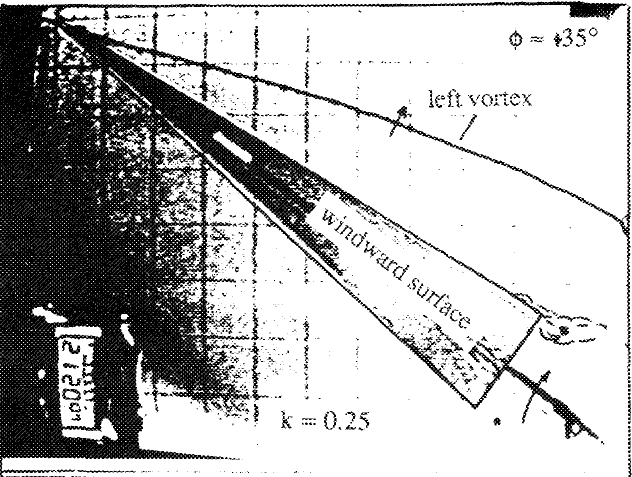 Φ = +35°
left vortex
windward surface
k = 0.25